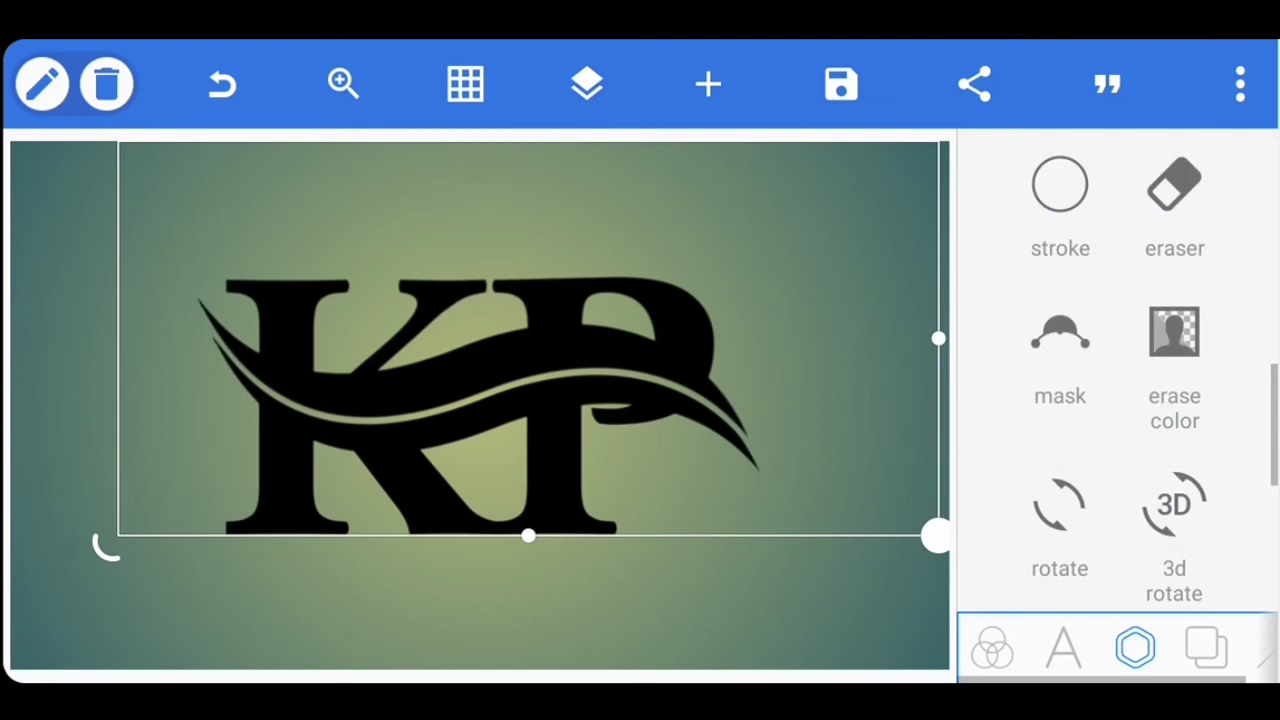 KP
stroke
eraser
mask
erase
color
3D
rotate
3d
rotate
A